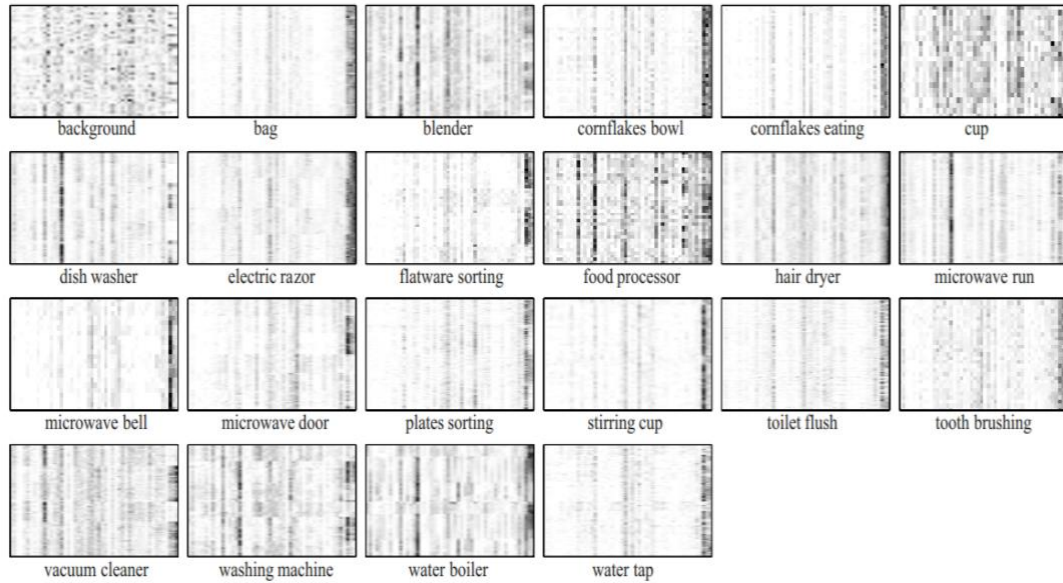 background bag blender cornflakes bowl cornflakes eating cup
dish washer electric razor flatware sorting food processor hair dryer microwave run
microwave bell microwave door plates sorting stirring cup toilet flush tooth brushing
vacuum cleaner washing machine water boiler water tap